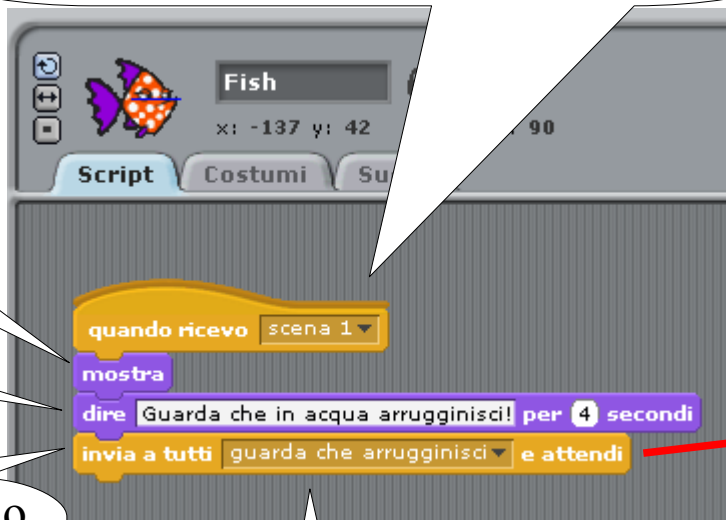 Fish
x: -137 y: 42 90
Script Costumi Su
quando ricevo scena 1
mostra
dire Guarda che in acqua arrugginisci! per 4 secondi
invia a tutti guarda che arrugginisci e attendi